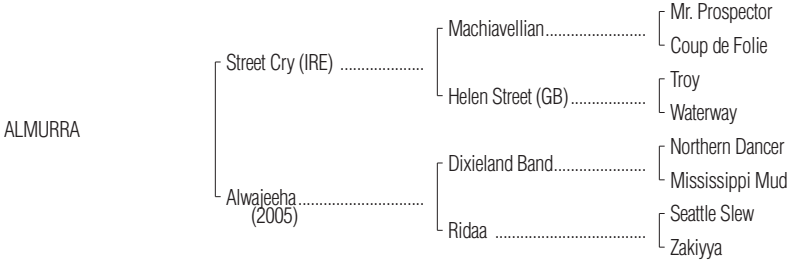 Mr. Prospector
Machiavellian
Coup de Folie
Street Cry (IRE)
Troy
Helen Street (GB)
Waterway
ALMURRA
Northern Dancer
Dixieland Band
Mississippi Mud
Alwajeeha
(2005)
Seattle Slew
Ridaa
Zakiyya